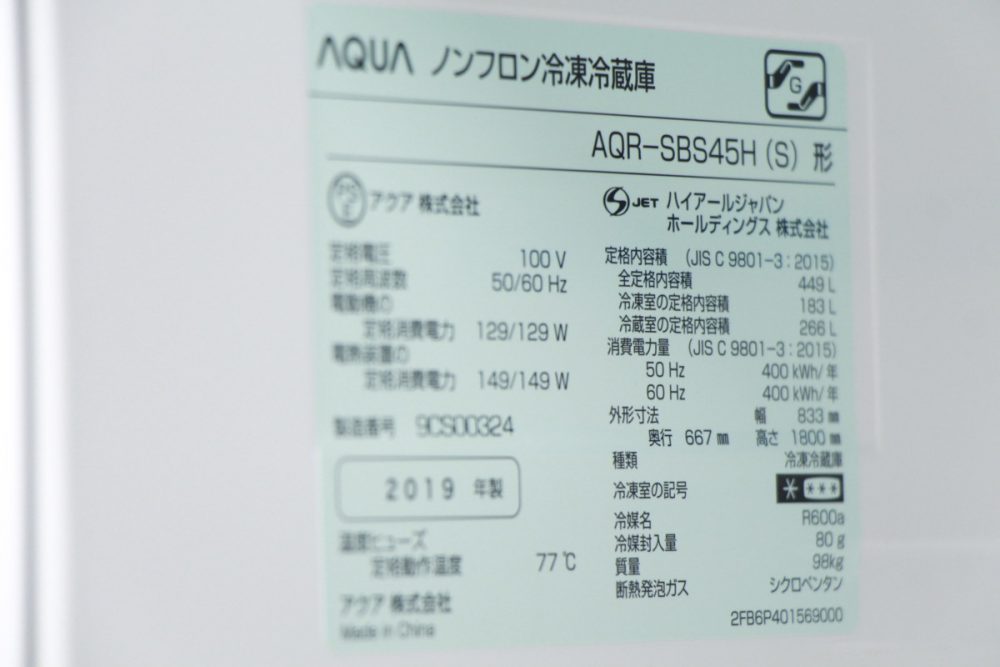 AQUA ノンフロン冷凍冷蔵庫
G
AQR-SBS45H (S) 形
PSE アクア 株式会社
定格電圧 100 V
定格周波数 50/60 Hz
電動機の
定格消費電力 129/129 W
電熱装置の
定格消費電力 149/149 W
製造番号 9CS00324
2019 年製
温度ヒューズ
定格動作温度 77℃
アクア 株式会社
Made in China
S JET ハイアールジャパン
ホールディングス 株式会社
定格内容積 (JIS C 9801-3:2015)
全定格内容積 449 L
冷凍室の定格内容積 183 L
冷蔵室の定格内容積 266 L
消費電力量 (JIS C 9801-3:2015)
50 Hz 400 kWh/年
60 Hz 400 kWh/年
外形寸法 幅 833 mm
奥行 667 mm 高さ 1800 mm
種類 冷凍冷蔵庫
冷凍室の記号 * ***
冷媒名 R600a
冷媒封入量 80 g
質量 98kg
断熱発泡ガス シクロペンタン
2FB6P401569000